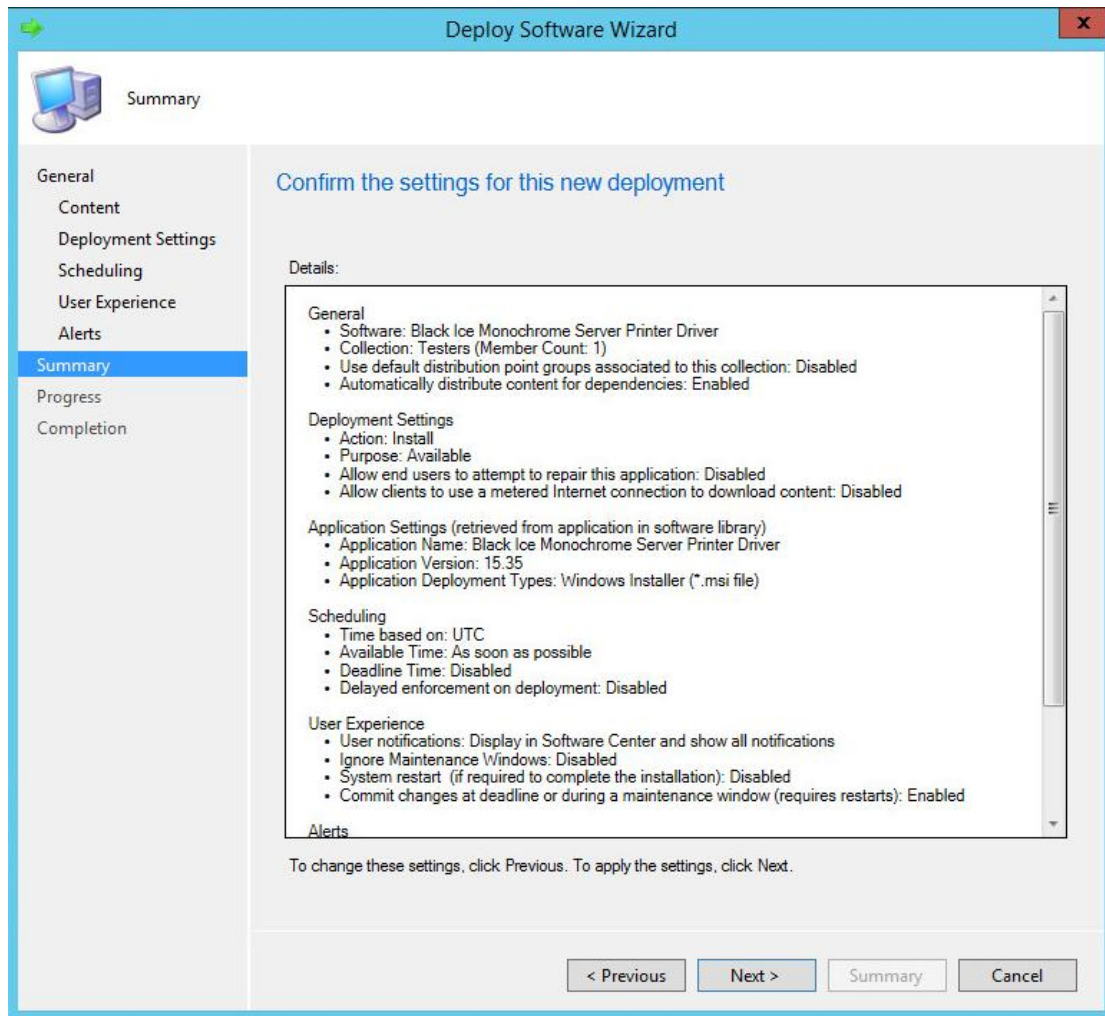 Deploy Software Wizard
x
Summary
General
Content
Deployment Settings
Scheduling
User Experience
Alerts
Summary
Progress
Completion
Confirm the settings for this new deployment
Details:
General
• Software: Black Ice Monochrome Server Printer Driver
• Collection: Testers (Member Count: 1)
• Use default distribution point groups associated to this collection: Disabled
• Automatically distribute content for dependencies: Enabled
Deployment Settings
• Action: Install
• Purpose: Available
• Allow end users to attempt to repair this application: Disabled
• Allow clients to use a metered Internet connection to download content: Disabled
Application Settings (retrieved from application in software library)
• Application Name: Black Ice Monochrome Server Printer Driver
• Application Version: 15.35
• Application Deployment Types: Windows Installer (*.msi file)
Scheduling
• Time based on: UTC
• Available Time: As soon as possible
• Deadline Time: Disabled
• Delayed enforcement on deployment: Disabled
User Experience
• User notifications: Display in Software Center and show all notifications
• Ignore Maintenance Windows: Disabled
• System restart (if required to complete the installation): Disabled
• Commit changes at deadline or during a maintenance window (requires restarts): Enabled
Alerts
To change these settings, click Previous. To apply the settings, click Next.
< Previous
Next >
Summary
Cancel